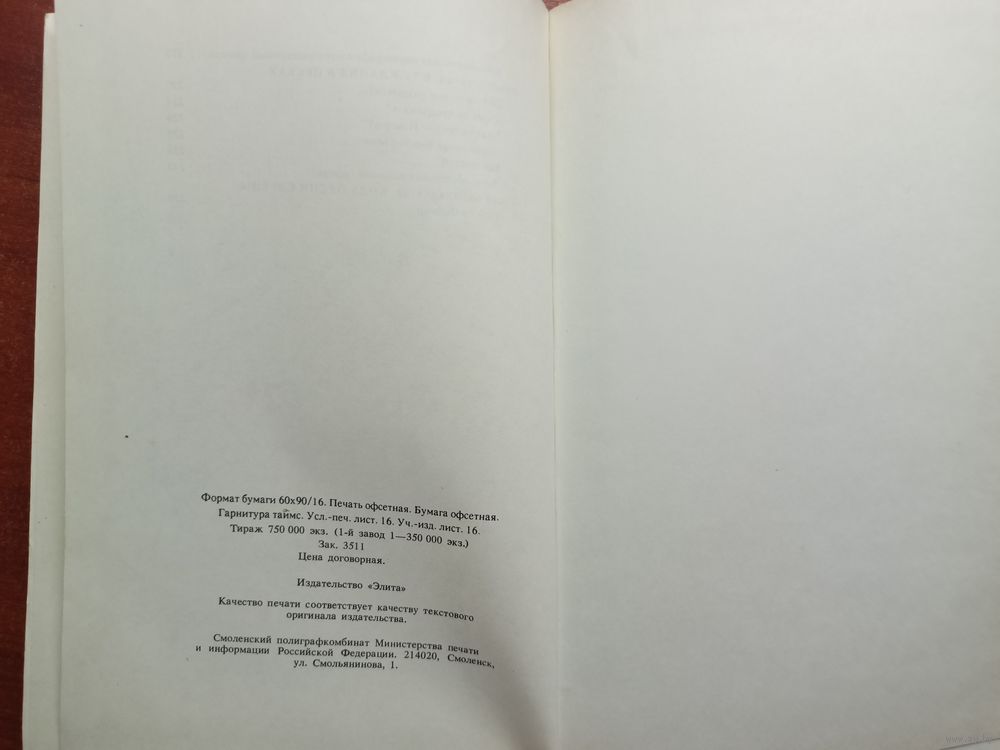 Формат бумаги 60х90/16. Печать офсетная. Бумага офсетная.
Гарнитура таймс. Усл.-печ. лист. 16. Уч.-изд. лист. 16.
Тираж 750 000 экз. (1-й завод 1—350 000 экз.)
Зак. 3511
Цена договорная.
Издательство «Элита»
Качество печати соответствует качеству текстового
оригинала издательства.
Смоленский полиграфкомбинат Министерства печати
и информации Российской Федерации. 214020, Смоленск,
ул. Смольянинова, 1.